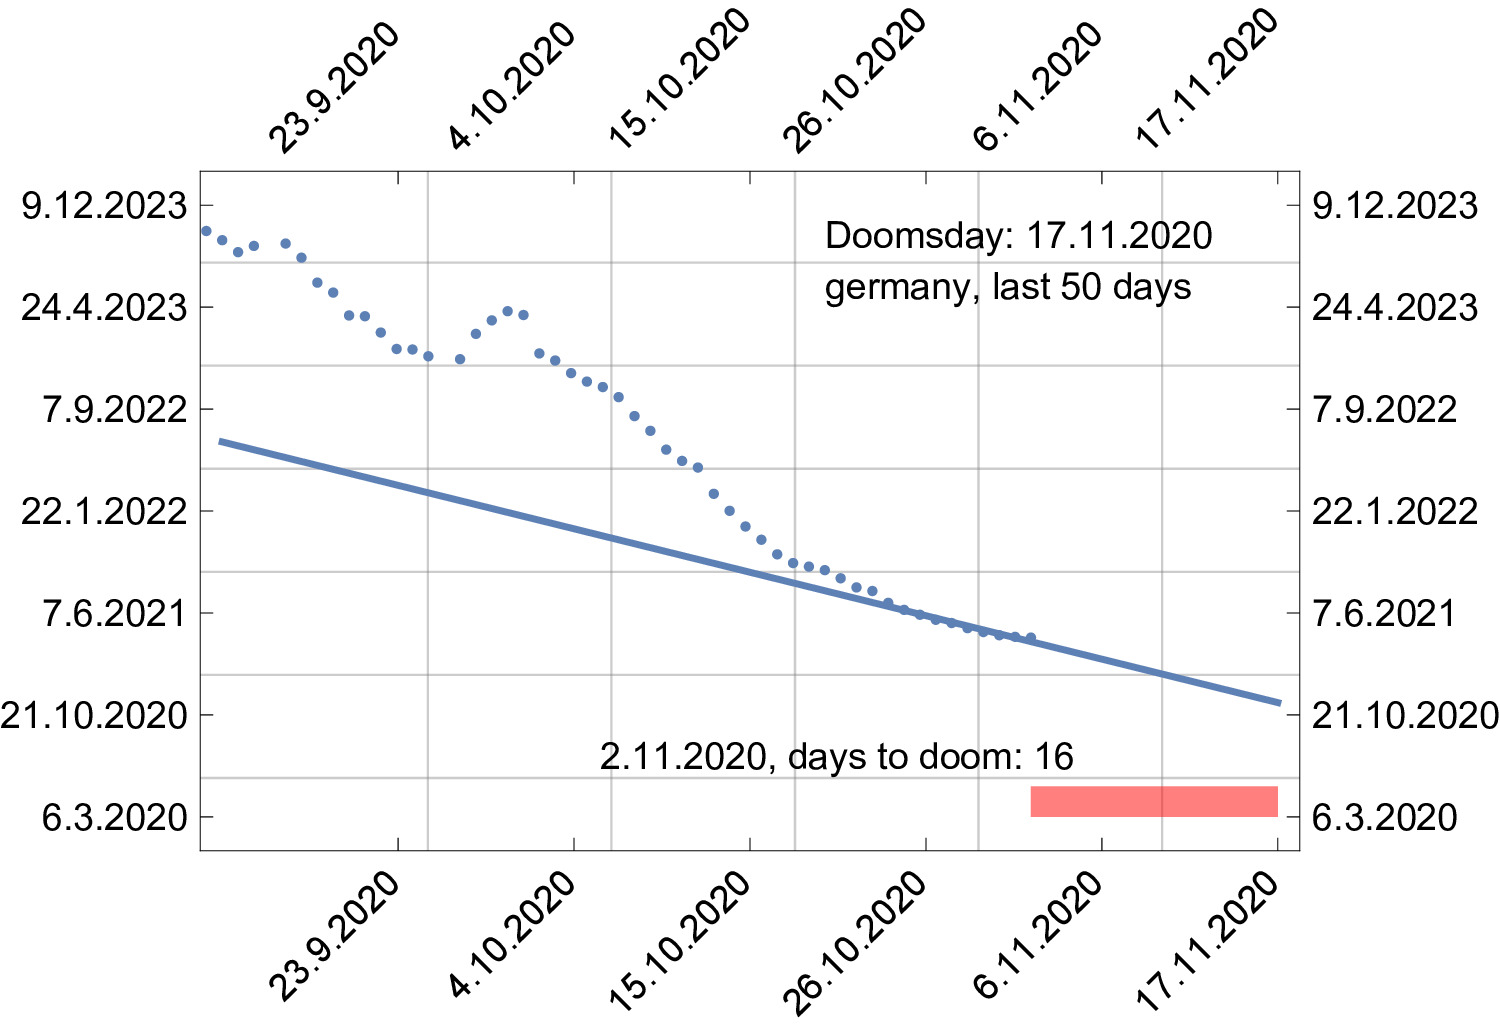 23.9.2020 4.10.2020 15.10.2020 26.10.2020 6.11.2020 17.11.2020
9.12.2023 9.12.2023
Doomsday: 17.11.2020
germany, last 50 days
24.4.2023 24.4.2023
7.9.2022 7.9.2022
22.1.2022 22.1.2022
7.6.2021 7.6.2021
21.10.2020 21.10.2020
2.11.2020, days to doom: 16
6.3.2020 6.3.2020
23.9.2020 4.10.2020 15.10.2020 26.10.2020 6.11.2020 17.11.2020